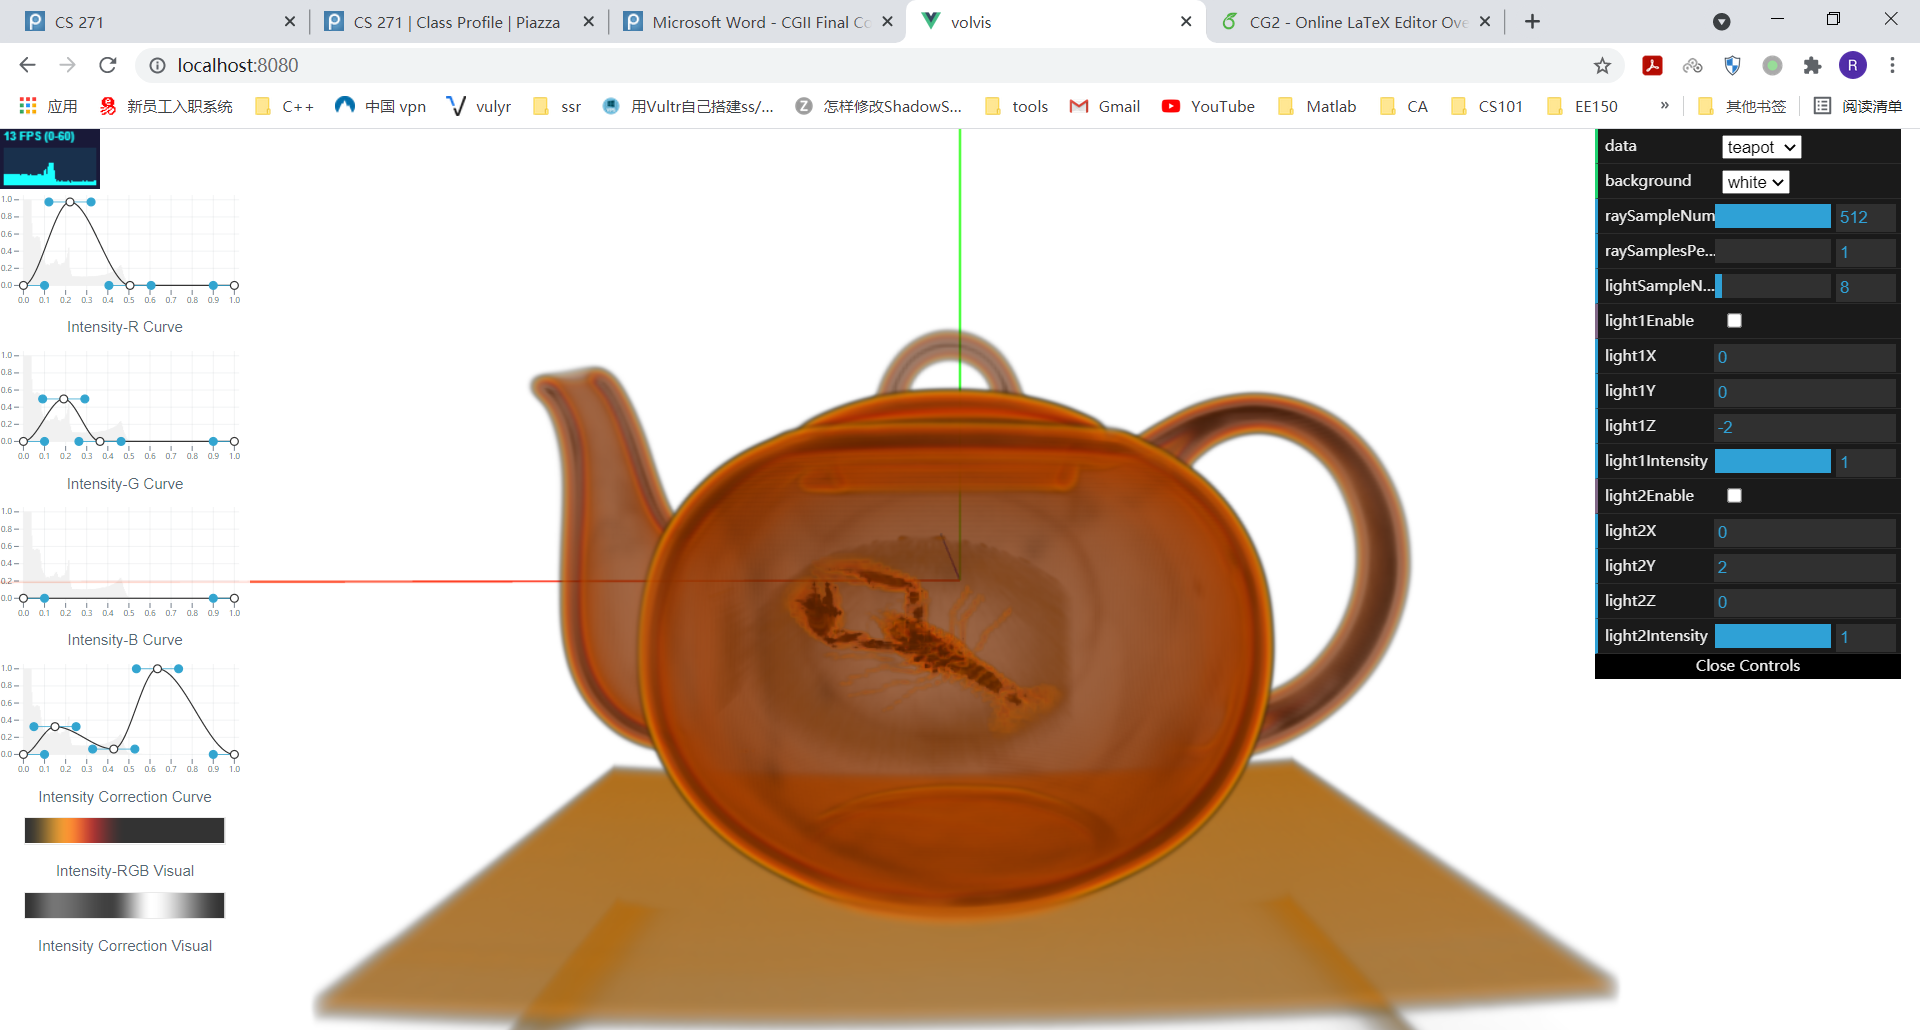 CS 271
CS 271 | Class Profile | Piazza
Microsoft Word - CGII Final Co
volvis
CG2 - Online LaTeX Editor Ove
localhost:8080
R
应用
新员工入职系统
C++
中国 vpn
vulyr
ssr
用Vultr自己搭建ss/...
怎样修改ShadowS...
tools
Gmail
YouTube
Matlab
CA
CS101
EE150
»
其他书签
阅读清单
13 FPS (0-60)
1.0
0.8
0.6
0.4
0.2
0.0
0.0 0.1 0.2 0.3 0.4 0.5 0.6 0.7 0.8 0.9 1.0
Intensity-R Curve
1.0
0.8
0.6
0.4
0.2
0.0
0.0 0.1 0.2 0.3 0.4 0.5 0.6 0.7 0.8 0.9 1.0
Intensity-G Curve
1.0
0.8
0.6
0.4
0.2
0.0
0.0 0.1 0.2 0.3 0.4 0.5 0.6 0.7 0.8 0.9 1.0
Intensity-B Curve
1.0
0.8
0.6
0.4
0.2
0.0
0.0 0.1 0.2 0.3 0.4 0.5 0.6 0.7 0.8 0.9 1.0
Intensity Correction Curve
Intensity-RGB Visual
Intensity Correction Visual
data teapot
background white
raySampleNum 512
raySamplesPe... 1
lightSampleN... 8
light1Enable
light1X 0
light1Y 0
light1Z -2
light1Intensity 1
light2Enable
light2X 0
light2Y 2
light2Z 0
light2Intensity 1
Close Controls